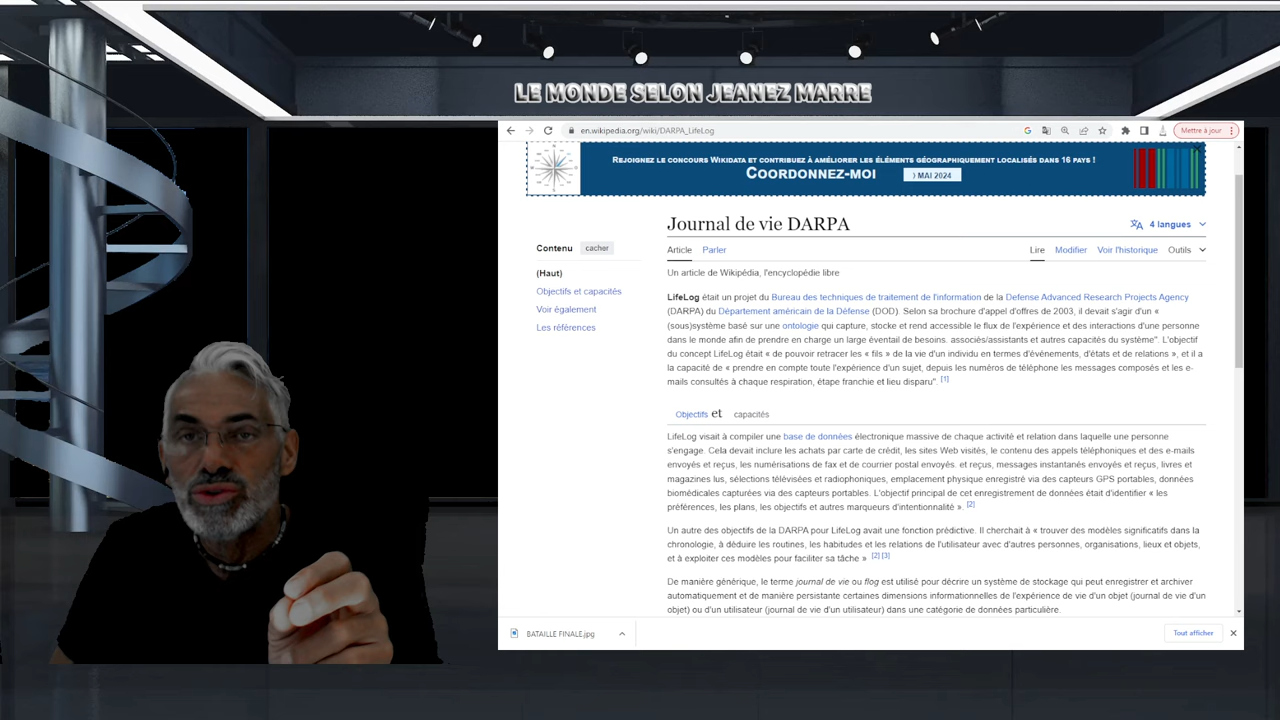 LE MONDE SELON JEANEZ MARRE
en.wikipedia.org/wiki/DARPA_LifeLog
Mettre à jour
REJOIGNEZ LE CONCOURS WIKIDATA ET CONTRIBUEZ À AMÉLIORER LES ÉLÉMENTS GÉOGRAPHIQUEMENT LOCALISÉS DANS 16 PAYS !
COORDONNEZ-MOI
) MAI 2024
Journal de vie DARPA
4 langues
Contenu cacher
Article Parler Lire Modifier Voir l'historique Outils
(Haut)
Objectifs et capacités
Voir également
Les références
Un article de Wikipédia, l'encyclopédie libre
LifeLog était un projet du Bureau des techniques de traitement de l'information de la Defense Advanced Research Projects Agency
(DARPA) du Département américain de la Défense (DOD). Selon sa brochure d'appel d'offres de 2003, il devait s'agir d'un «
(sous)système basé sur une ontologie qui capture, stocke et rend accessible le flux de l'expérience et des interactions d'une personne
dans le monde afin de prendre en charge un large éventail de besoins. associés/assistants et autres capacités du système". L'objectif
du concept LifeLog était « de pouvoir retracer les « fils » de la vie d'un individu en termes d'événements, d'états et de relations », et il a
la capacité de « prendre en compte toute l'expérience d'un sujet, depuis les numéros de téléphone les messages composés et les e-
mails consultés à chaque respiration, étape franchie et lieu disparu". [1]
Objectifs et capacités
LifeLog visait à compiler une base de données électronique massive de chaque activité et relation dans laquelle une personne
s'engage. Cela devait inclure les achats par carte de crédit, les sites Web visités, le contenu des appels téléphoniques et des e-mails
envoyés et reçus, les numérisations de fax et de courrier postal envoyés. et reçus, messages instantanés envoyés et reçus, livres et
magazines lus, sélections télévisées et radiophoniques, emplacement physique enregistré via des capteurs GPS portables, données
biomédicales capturées via des capteurs portables. L'objectif principal de cet enregistrement de données était d'identifier « les
préférences, les plans, les objectifs et autres marqueurs d'intentionnalité ». [2]
Un autre des objectifs de la DARPA pour LifeLog avait une fonction prédictive. Il cherchait à « trouver des modèles significatifs dans la
chronologie, à déduire les routines, les habitudes et les relations de l'utilisateur avec d'autres personnes, organisations, lieux et objets,
et à exploiter ces modèles pour faciliter sa tâche » [2] [3]
De manière générique, le terme journal de vie ou flog est utilisé pour décrire un système de stockage qui peut enregistrer et archiver
automatiquement et de manière persistante certaines dimensions informationnelles de l'expérience de vie d'un objet (journal de vie d'un
objet) ou d'un utilisateur (journal de vie d'un utilisateur) dans une catégorie de données particulière.
BATAILLE FINALE.jpg
Tout afficher